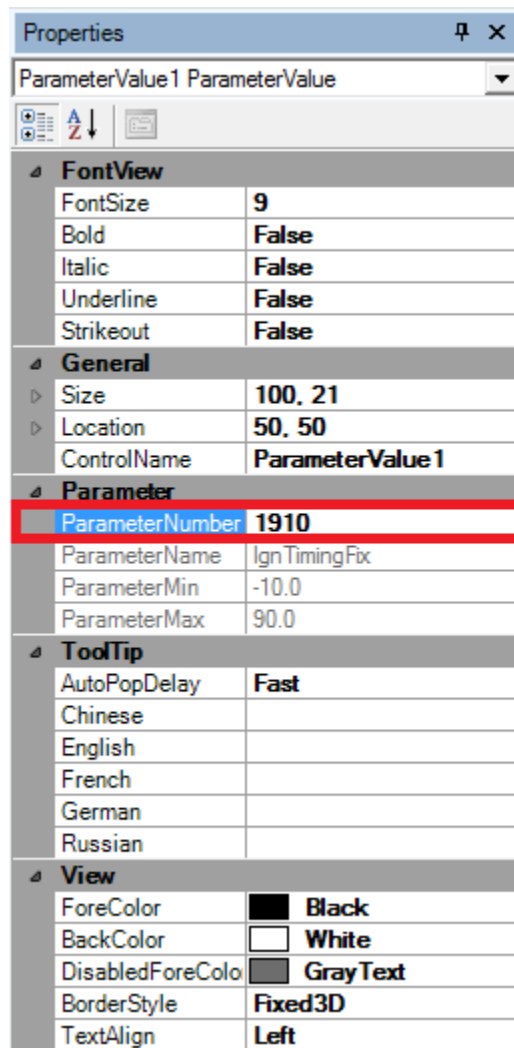 Properties
ParameterValue1 ParameterValue
FontView
FontSize 9
Bold False
Italic False
Underline False
Strikeout False
General
Size 100, 21
Location 50, 50
ControlName ParameterValue1
Parameter
ParameterNumber 1910
ParameterName IgnTimingFix
ParameterMin -10.0
ParameterMax 90.0
ToolTip
AutoPopDelay Fast
Chinese
English
French
German
Russian
View
ForeColor Black
BackColor White
DisabledForeColo GrayText
BorderStyle Fixed3D
TextAlign Left